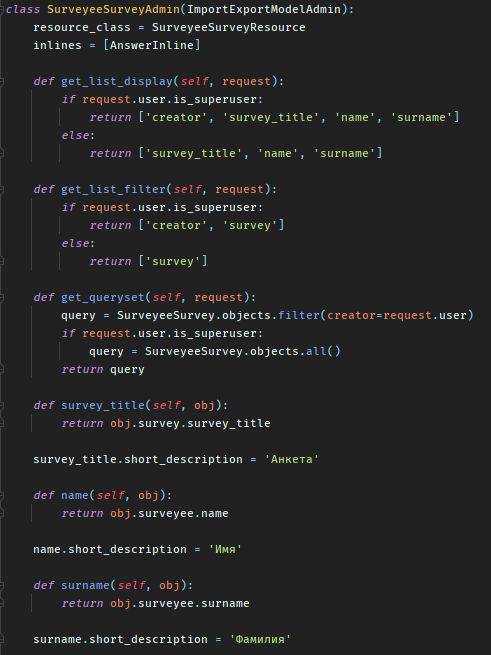 class SurveyeeSurveyAdmin(ImportExportModelAdmin):
    resource_class = SurveyeeSurveyResource
    inlines = [AnswerInline]

    def get_list_display(self, request):
        if request.user.is_superuser:
            return ['creator', 'survey_title', 'name', 'surname']
        else:
            return ['survey_title', 'name', 'surname']

    def get_list_filter(self, request):
        if request.user.is_superuser:
            return ['creator', 'survey']
        else:
            return ['survey']

    def get_queryset(self, request):
        query = SurveyeeSurvey.objects.filter(creator=request.user)
        if request.user.is_superuser:
            query = SurveyeeSurvey.objects.all()
        return query

    def survey_title(self, obj):
        return obj.survey.survey_title

    survey_title.short_description = 'Анкета'

    def name(self, obj):
        return obj.surveyee.name

    name.short_description = 'Имя'

    def surname(self, obj):
        return obj.surveyee.surname

    surname.short_description = 'Фамилия'